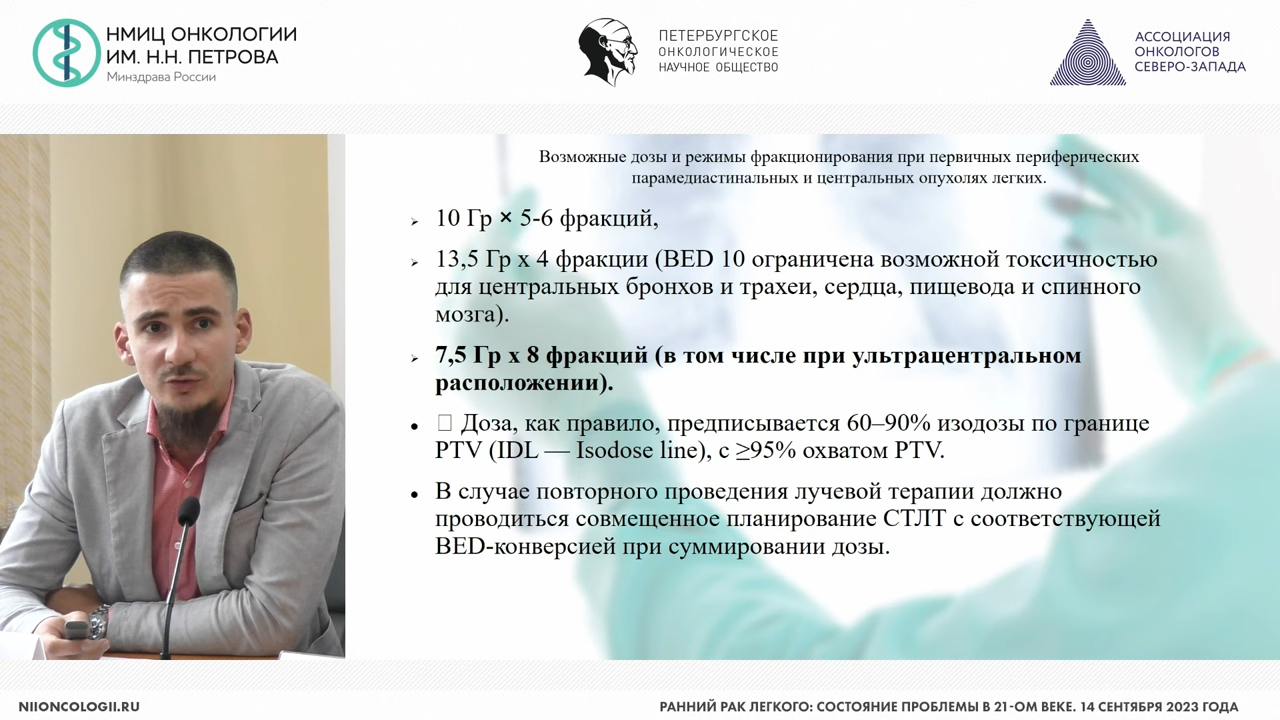 НМИЦ ОНКОЛОГИИ
ИМ. Н.Н. ПЕТРОВА
Минздрава России
ПЕТЕРБУРГСКОЕ
ОНКОЛОГИЧЕСКОЕ
НАУЧНОЕ ОБЩЕСТВО
АССОЦИАЦИЯ
ОНКОЛОГОВ
СЕВЕРО-ЗАПАДА
Возможные дозы и режимы фракционирования при первичных периферических
парамедиастинальных и центральных опухолях легких.
10 Гр × 5-6 фракций,
13,5 Гр х 4 фракции (BED 10 ограничена возможной токсичностью
для центральных бронхов и трахеи, сердца, пищевода и спинного
мозга).
7,5 Гр х 8 фракций (в том числе при ультрацентральном
расположении).
Доза, как правило, предписывается 60–90% изодозы по границе
PTV (IDL — Isodose line), с ≥95% охватом PTV.
В случае повторного проведения лучевой терапии должно
проводиться совмещенное планирование СТЛТ с соответствующей
BED-конверсией при суммировании дозы.
NIIONCOLOGII.RU
РАННИЙ РАК ЛЕГКОГО: СОСТОЯНИЕ ПРОБЛЕМЫ В 21-ОМ ВЕКЕ. 14 СЕНТЯБРЯ 2023 ГОДА